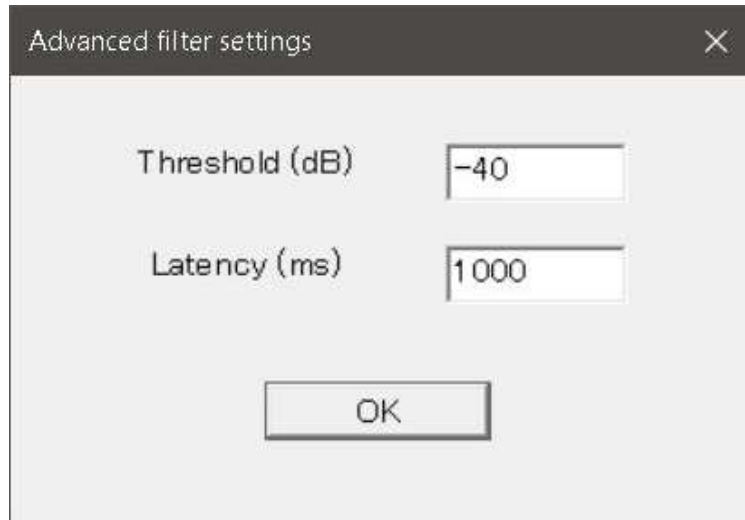 Advanced filter settings
Threshold (dB) -40
Latency (ms) 1000
OK